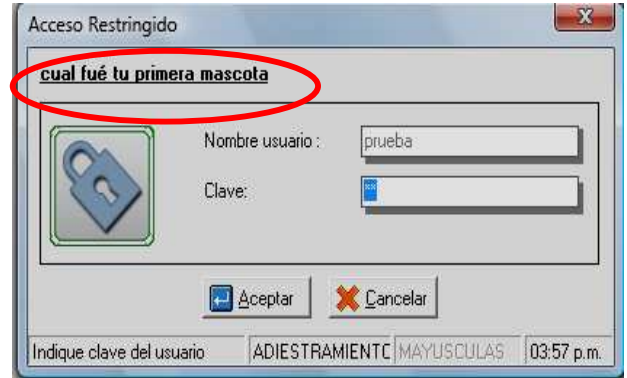 Acceso Restringido
cual fué tu primera mascota
Nombre usuario : prueba
Clave: **
Aceptar Cancelar
Indique clave del usuario ADIESTRAMIENTC MAYUSCULAS 03:57 p.m.